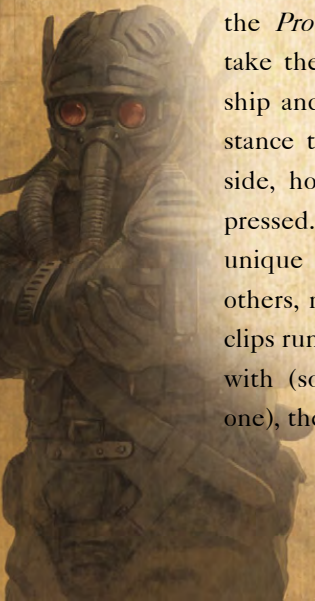 the Pro
take the
ship and
stance t
side, ho
pressed.
unique
others, r
clips run
with (so
one), the